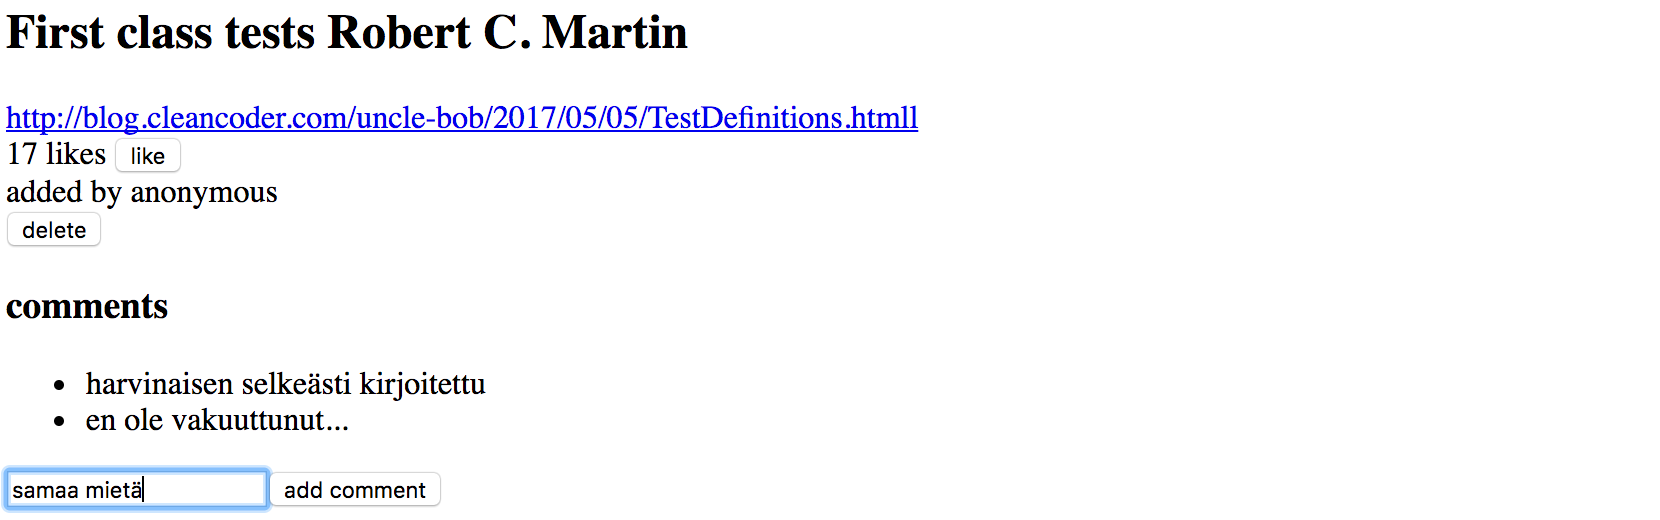 First class tests Robert C. Martin
http://blog.cleancoder.com/uncle-bob/2017/05/05/TestDefinitions.htmll
17 likes like
added by anonymous
delete
comments
harvinaisen selkeästi kirjoitettu
en ole vakuuttunut...
samaa mietä add comment